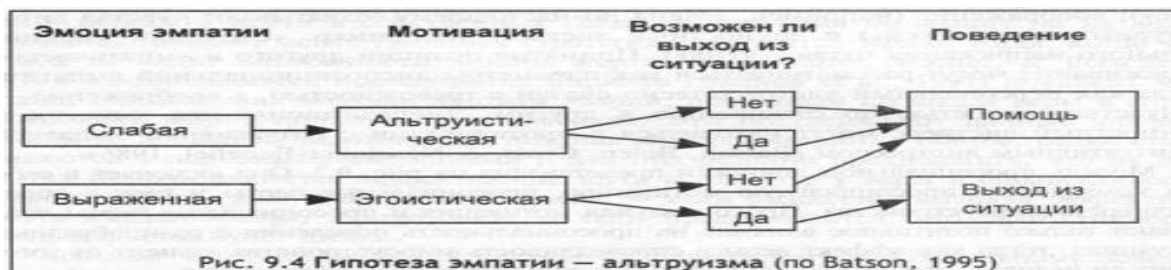 Эмоция эмпатии
Мотивация
Возможен ли
выход из
ситуации?
Поведение
Слабая
Альтруисти-
ческая
Нет
Да
Помощь
Выраженная
Эгоистическая
Нет
Да
Выход из
ситуации
Рис. 9.4 Гипотеза эмпатии — альтруизма (по Batson, 1995)